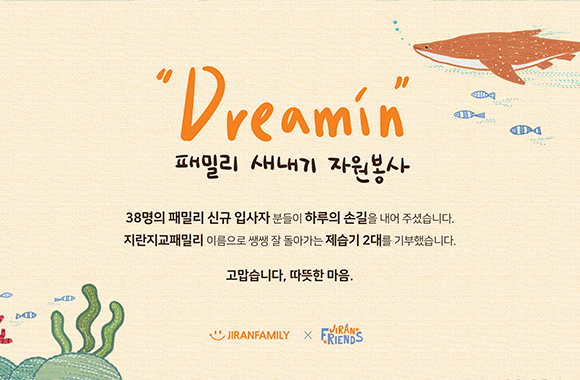 “Dreamin”
패밀리 새내기 자원봉사
38명의 패밀리 신규 입사자 분들이 하루의 손길을 내어 주셨습니다.
지란지교패밀리 이름으로 쌩쌩 잘 돌아가는 제습기 2대를 기부했습니다.
고맙습니다, 따뜻한 마음.
JIRANFAMILY × JIRAN FRIENDS